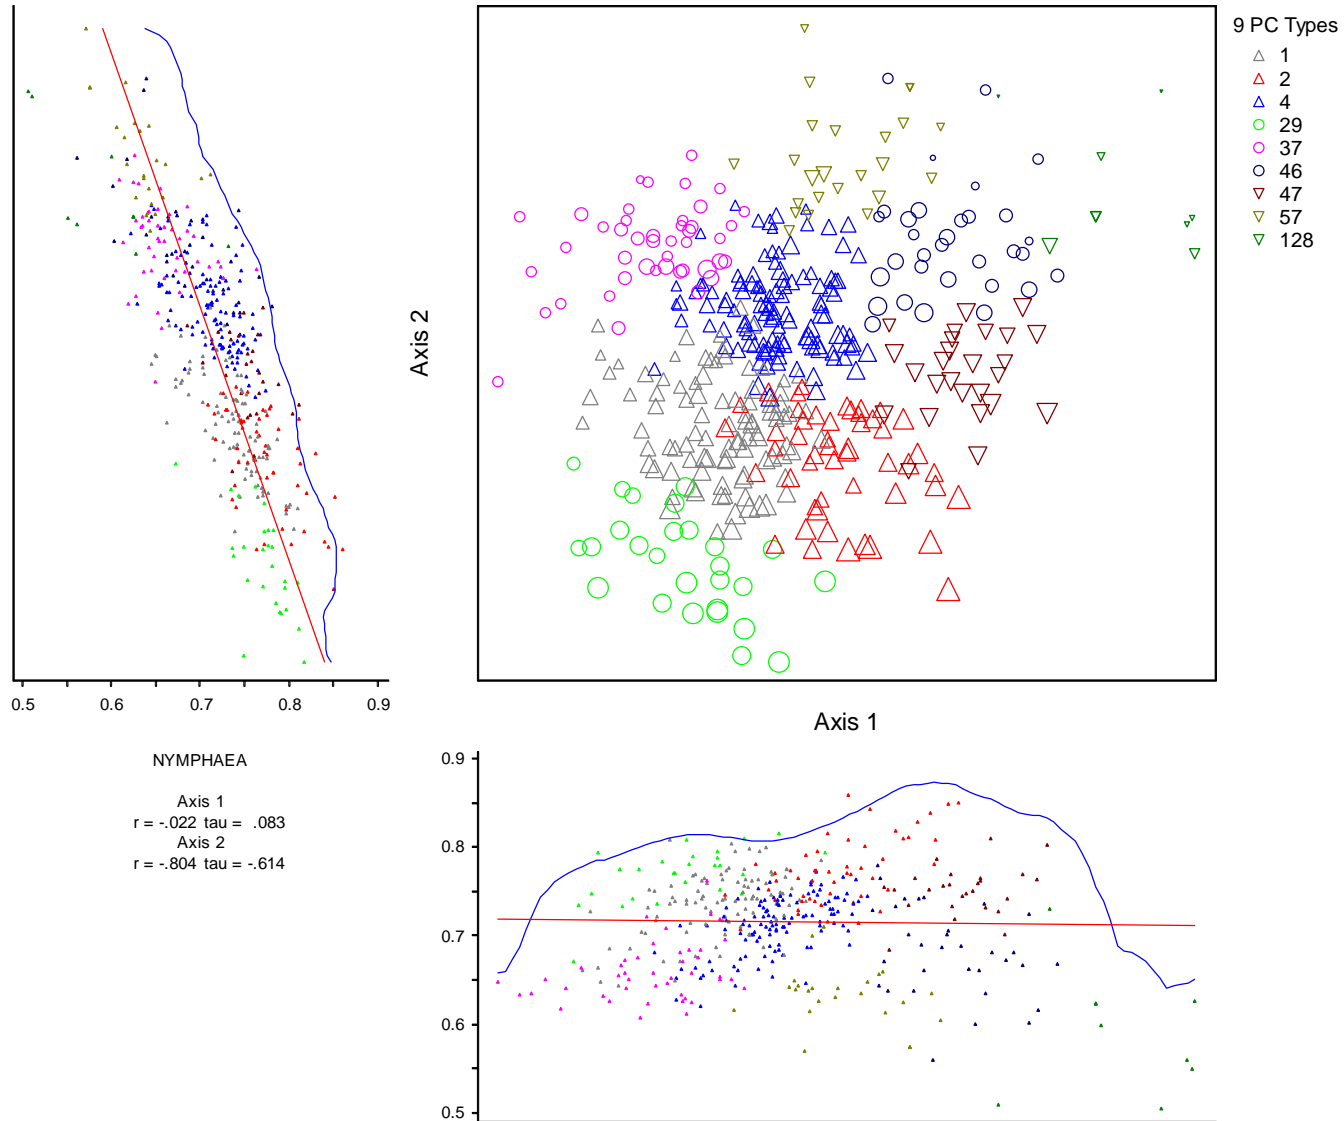 9 PC Types
1
2
4
29
37
46
47
57
128
Axis 2
0.5 0.6 0.7 0.8 0.9
Axis 1
NYMPHAEA
Axis 1
r = -.022 tau = .083
Axis 2
r = -.804 tau = -.614
0.9
0.8
0.7
0.6
0.5